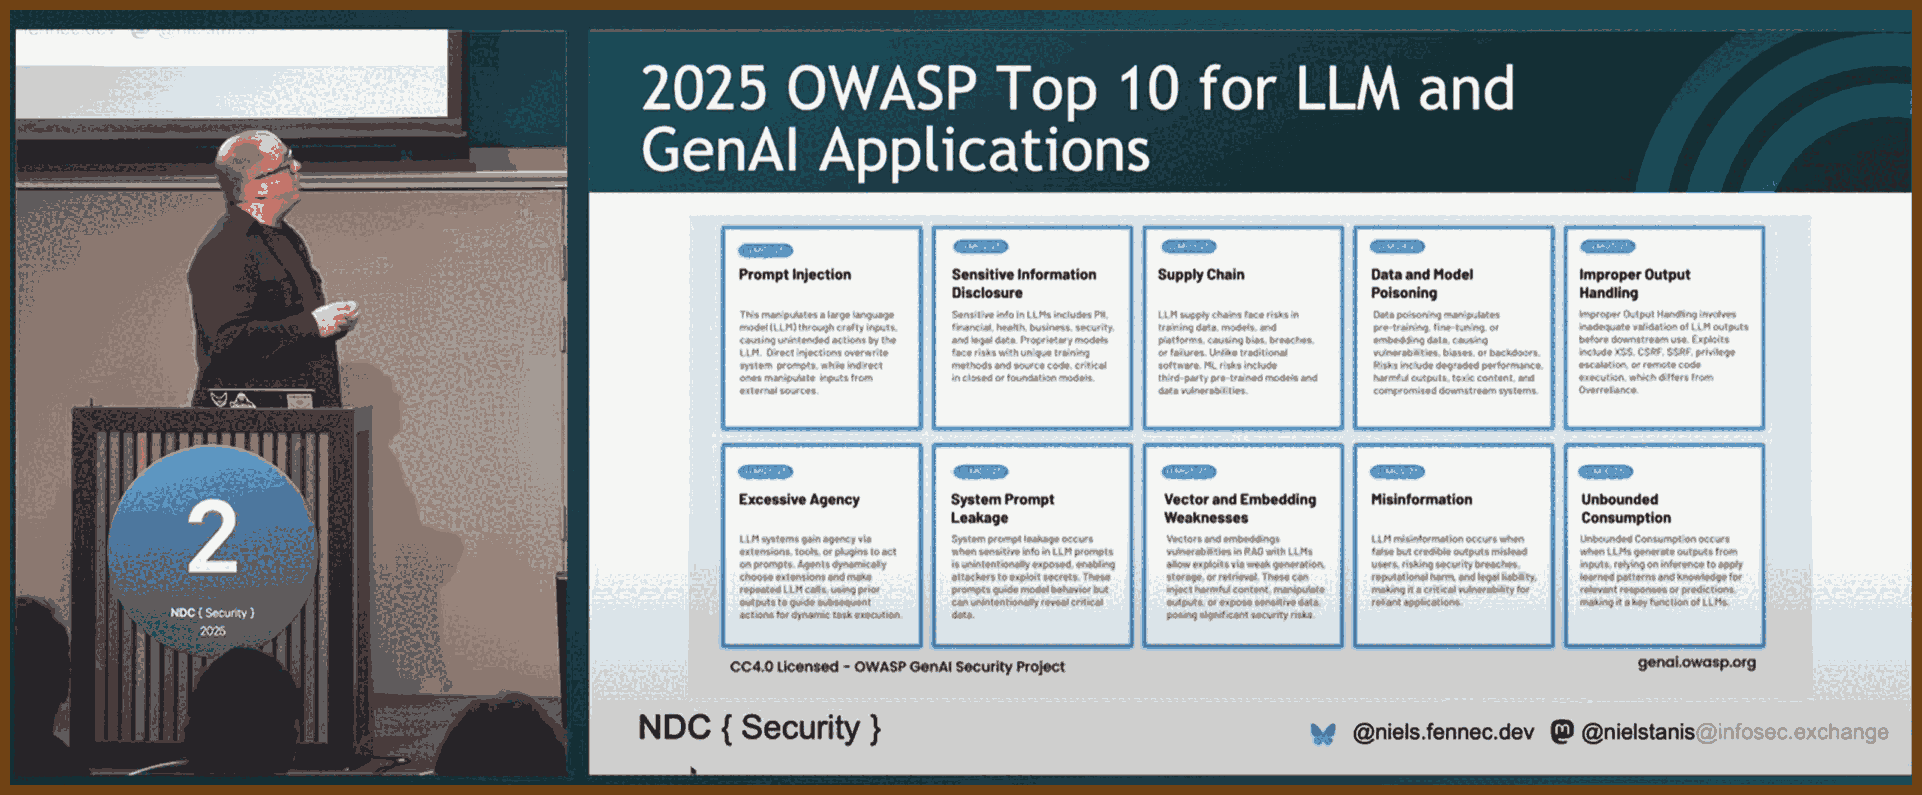 2025 OWASP Top 10 for LLM and
GenAI Applications
Prompt Injection
This manipulates a large language
model (LLM) through crafty inputs,
causing unintended actions by the
LLM. Direct injections overwrite
system prompts, while indirect
ones manipulate inputs from
external sources.
Sensitive Information
Disclosure
Sensitive info in LLMs includes PII,
financial, health, business, security,
and legal data. Proprietary models
face risks with unique training
methods and source code, critical
in closed or foundation models.
Supply Chain
LLM supply chains face risks in
training data, models, and
platforms, causing bias, breaches,
or failures. Unlike traditional
software, ML risks include
third-party pre-trained models and
data vulnerabilities.
Data and Model
Poisoning
Data poisoning manipulates
pre-training, fine-tuning, or
embedding data, causing
vulnerabilities, biases, or backdoors.
Risks include degraded performance,
harmful outputs, toxic content, and
compromised downstream systems.
Improper Output
Handling
Improper Output Handling involves
inadequate validation of LLM outputs
before downstream use. Exploits
include XSS, CSRF, SSRF, privilege
escalation, or remote code
execution, which differs from
Overreliance.
Excessive Agency
LLM systems gain agency via
extensions, tools, or plugins to act
on prompts. Agents dynamically
choose extensions and make
repeated LLM calls, using prior
outputs to guide subsequent
actions for dynamic task execution.
System Prompt
Leakage
System prompt leakage occurs
when sensitive info in LLM prompts
is unintentionally exposed, enabling
attackers to exploit secrets. These
prompts guide model behavior but
can unintentionally reveal critical
data.
Vector and Embedding
Weaknesses
Vectors and embeddings
vulnerabilities in RAG with LLMs
allow exploits via weak generation,
storage, or retrieval. These can
inject harmful content, manipulate
outputs, or expose sensitive data,
posing significant security risks.
Misinformation
LLM misinformation occurs when
false but credible outputs mislead
users, risking security breaches,
reputational harm, and legal liability,
making it a critical vulnerability for
reliant applications.
Unbounded
Consumption
Unbounded Consumption occurs
when LLMs generate outputs from
inputs, relying on inference to apply
learned patterns and knowledge for
relevant responses or predictions,
making it a key function of LLMs.
CC4.0 Licensed - OWASP GenAI Security Project
genai.owasp.org
NDC { Security }
@niels.fennec.dev
@nielstanis@infosec.exchange
2
NDC { Security }
2025